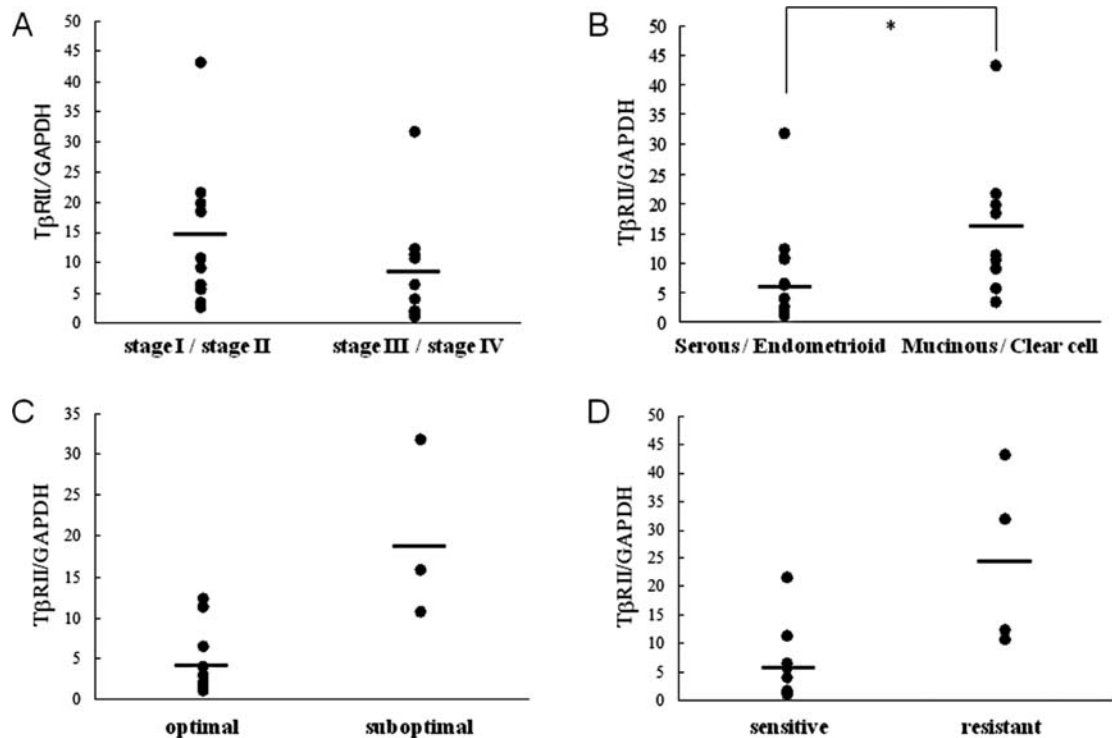 A
TβRII/GAPDH
50
45
40
35
30
25
20
15
10
5
0
stage I / stage II
stage III / stage IV
B
*
TβRII/GAPDH
50
45
40
35
30
25
20
15
10
5
0
Serous / Endometrioid
Mucinous / Clear cell
C
TβRII/GAPDH
35
30
25
20
15
10
5
0
optimal
suboptimal
D
TβRII/GAPDH
50
45
40
35
30
25
20
15
10
5
0
sensitive
resistant